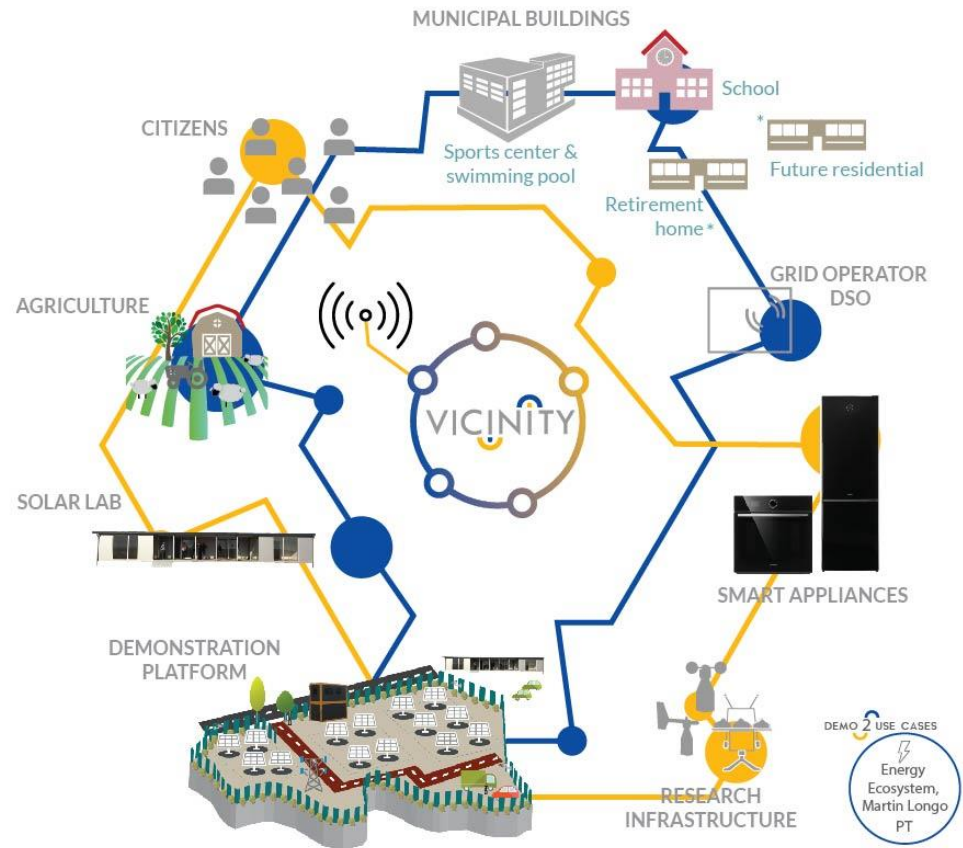 MUNICIPAL BUILDINGS
School
CITIZENS
Sports center &
swimming pool
*
Future residential
Retirement
home*
AGRICULTURE
GRID OPERATOR
DSO
VICINITY
SOLAR LAB
SMART APPLIANCES
DEMONSTRATION
PLATFORM
DEMO 2 USE CASES
Energy
Ecosystem,
Martin Longo
PT
RESEARCH
INFRASTRUCTURE